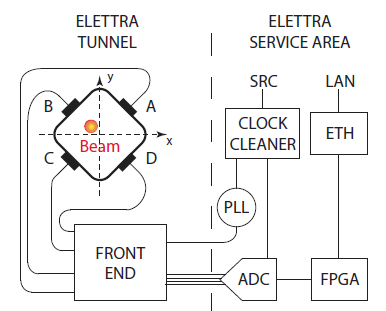 ELETTRA
TUNNEL
ELETTRA
SERVICE AREA
y
SRC
LAN
B
A
CLOCK
CLEANER
ETH
x
Beam
C
D
PLL
FRONT
END
ADC
FPGA